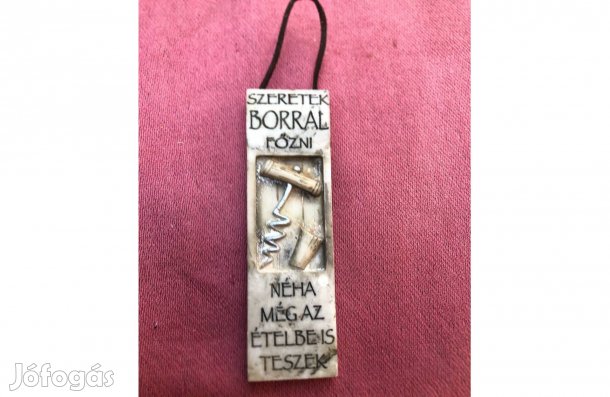 SZERETEK
BORRAL
FŐZNI
NÉHA
MÉG AZ
ÉTELBE IS
TESZEK
Jófogás